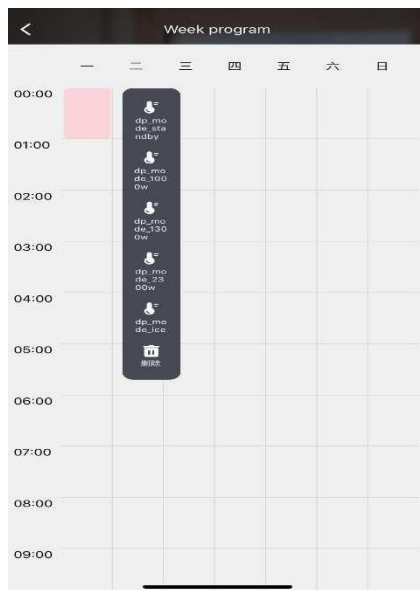 Week program
一 二 三 四 五 六 日
00:00
dp_mo
de_sta
ndby
01:00
dp_mo
de_100
0w
02:00
dp_mo
de_130
0w
03:00
dp_mo
de_23
00w
04:00
dp_mo
de_ice
05:00
删除
06:00
07:00
08:00
09:00